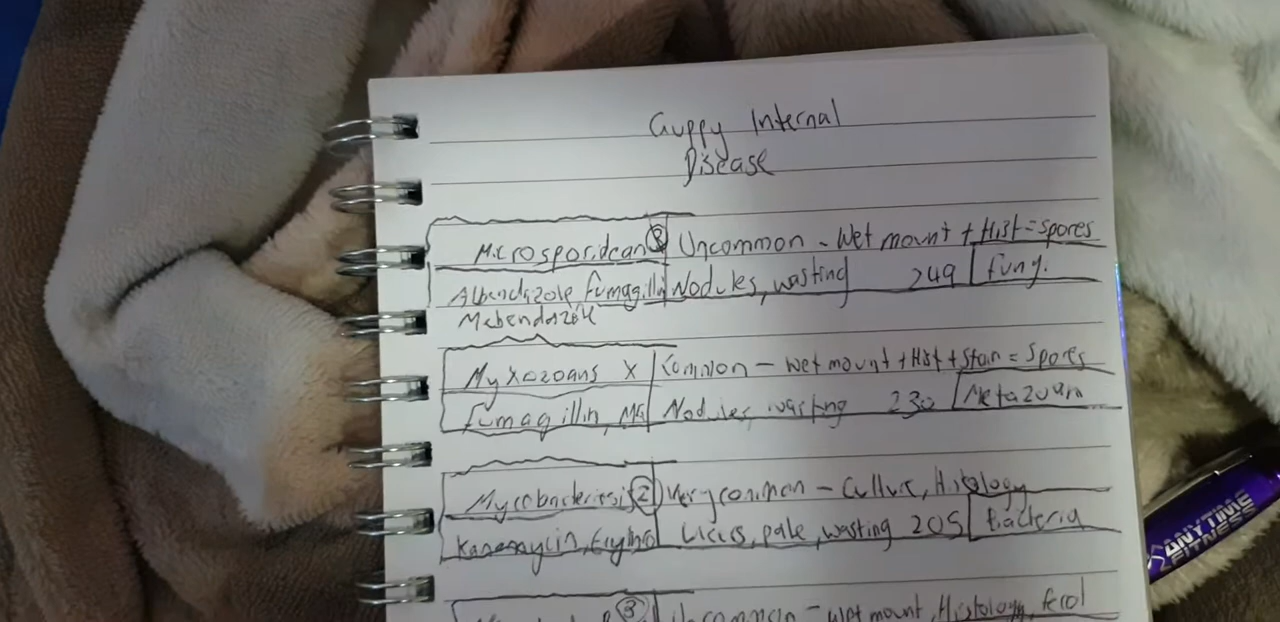 Guppy Internal
Disease
Microsporidean ③ Uncommon - Wet mount + Hist = spores
Albendazole, fumagillin Nodules, wasting 249 fungi
Mebendazole
Myxozoans X Common - wet mount + Hist + Stain = Spores
fumagillin, Nodules, wasting 230 Metazoan
Mycobacteriosis ② Very common - Culture, Histology
Kanamycin, Erythro Ulcers, pale, wasting 205 Bacteria
③ Uncommon - wet mount, Histology, fecal
ANYTIME
FITNESS